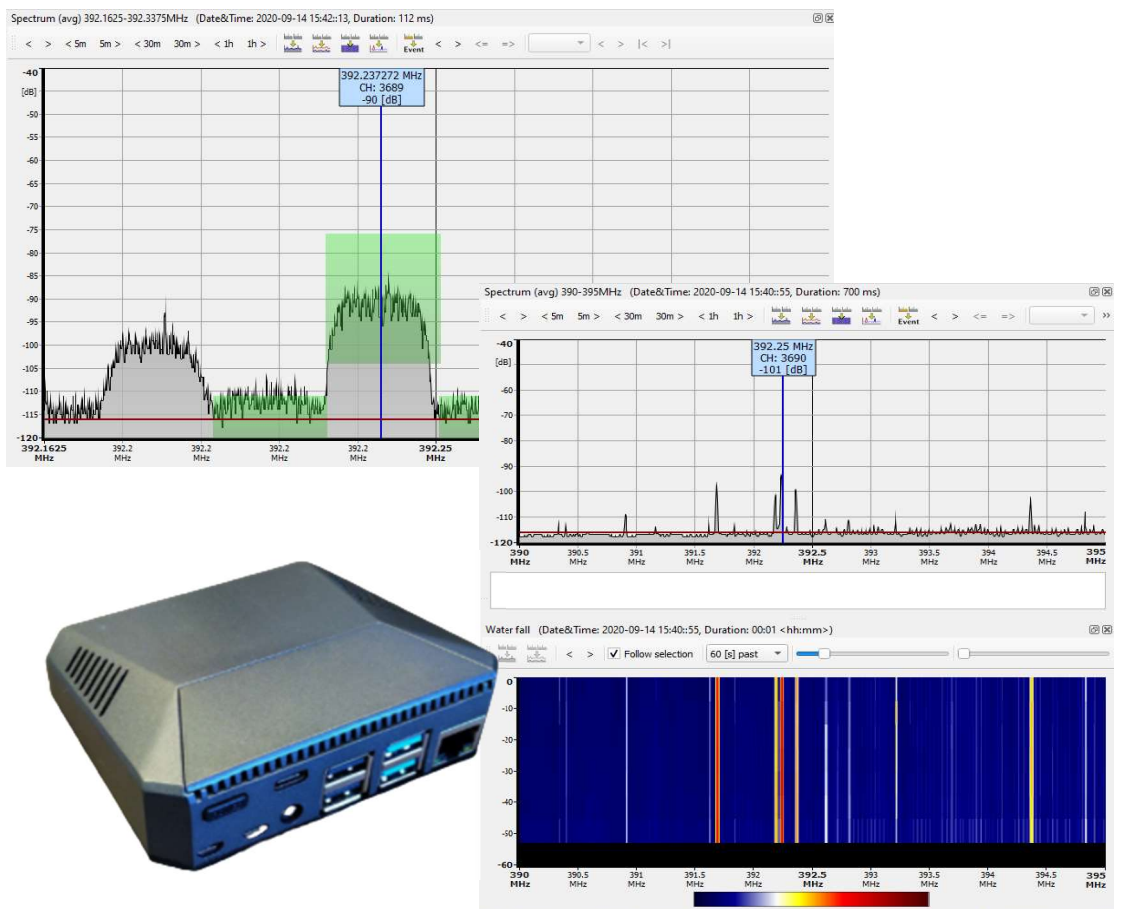 Spectrum (avg) 392.1625-392.3375MHz (Date&Time: 2020-09-14 15:42::13, Duration: 112 ms)
< > < 5m 5m > < 30m 30m > < 1h 1h > Event < > <= => < > |< >|
-40
[dB]
392.237272 MHz
CH: 3689
-90 [dB]
-50
-55
-60
-65
-70
-75
-80
-85
-90
-95
-100
-105
-110
-115
-120
392.1625 392.2 392.2 392.2 392.2 392.25
MHz MHz MHz MHz MHz MHz
Spectrum (avg) 390-395MHz (Date&Time: 2020-09-14 15:40::55, Duration: 700 ms)
< > < 5m 5m > < 30m 30m > < 1h 1h > Event < > <= => »
-40
[dB]
392.25 MHz
CH: 3690
-101 [dB]
-60
-70
-80
-90
-100
-110
-120
390 390.5 391 391.5 392 392.5 393 393.5 394 394.5 395
MHz MHz MHz MHz MHz MHz MHz MHz MHz MHz MHz
Water fall (Date&Time: 2020-09-14 15:40::55, Duration: 00:01 <hh:mm>)
< > Follow selection 60 [s] past
0
-10
-20
-30
-40
-50
-60
390 390.5 391 391.5 392 392.5 393 393.5 394 394.5 395
MHz MHz MHz MHz MHz MHz MHz MHz MHz MHz MHz